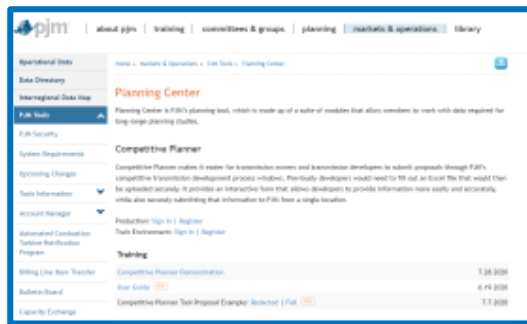 pjm
about pjm | training | committees & groups | planning | markets & operations | library
Operational Data
Data Directory
Interregional Data Map
PJM Tools
PJM Security
System Requirements
Upcoming Changes
Tools Information
Account Manager
Automated Combustion
Turbine Notification
Program
Billing Line Item Transfer
Bulletin Board
Capacity Exchange
Home » Markets & Operations » PJM Tools » Planning Center
Planning Center
Planning Center is PJM's planning tool, which is made up of a suite of modules that allow members to work with data required for
long-range planning studies.
Competitive Planner
Competitive Planner makes it easier for transmission owners and transmission developers to submit proposals through PJM's
competitive transmission development process windows. Previously developers would need to fill out an Excel file that would then
be uploaded securely. It provides an interactive form that allows developers to provide information more easily and accurately,
while also securely submitting that information to PJM from a single location.
Production: Sign In | Register
Train Environment: Sign In | Register
Training
Competitive Planner Demonstration 7.28.2020
User Guide PDF 6.19.2020
Competitive Planner Tool Proposal Example: Redacted | Full PDF 7.7.2020